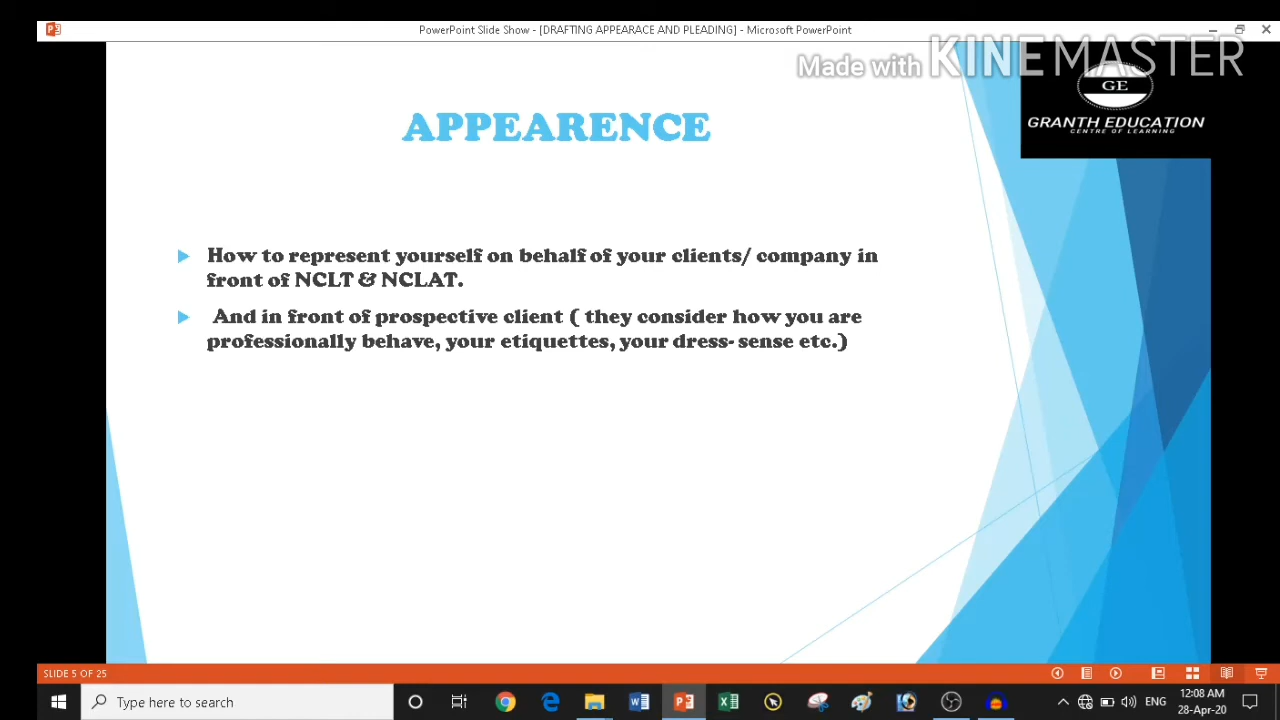 PowerPoint Slide Show - [DRAFTING APPEARACE AND PLEADING] - Microsoft PowerPoint
Made with KINEMASTER
GE
GRANTH EDUCATION
CENTRE OF LEARNING
APPEARENCE
How to represent yourself on behalf of your clients/ company in
front of NCLT & NCLAT.
And in front of prospective client ( they consider how you are
professionally behave, your etiquettes, your dress- sense etc.)
SLIDE 5 OF 25
Type here to search
ENG
12:08 AM
28-Apr-20